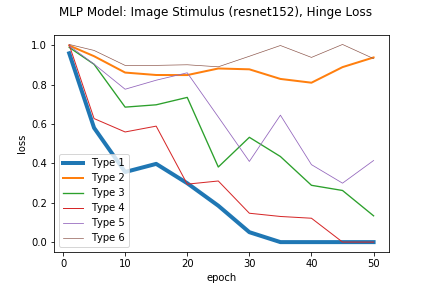 MLP Model: Image Stimulus (resnet152), Hinge Loss
1.0
0.8
0.6
0.4
0.2
0.0
loss
Type 1
Type 2
Type 3
Type 4
Type 5
Type 6
0
10
20
30
40
50
epoch